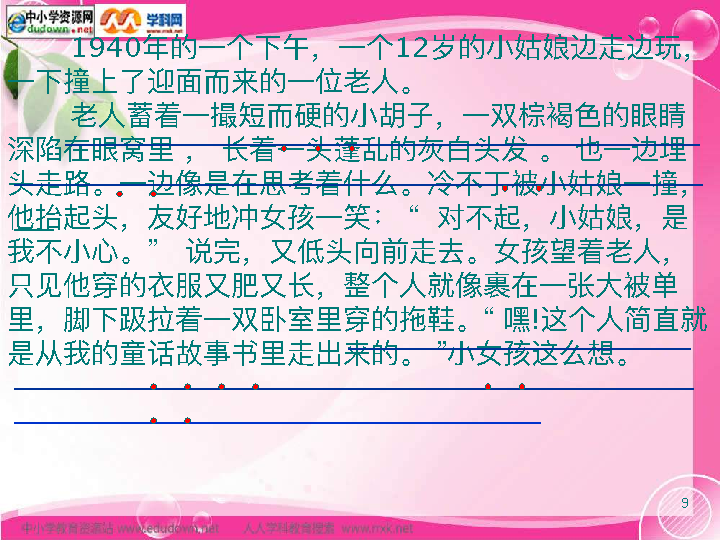 中小学资源网
dudown.net
学科网
www.nxk.net
1940年的一个下午，一个12岁的小姑娘边走边玩，
一下撞上了迎面而来的一位老人。
老人蓄着一撮短而硬的小胡子，一双棕褐色的眼睛
深陷在眼窝里，长着一头蓬乱的灰白头发。也一边埋
头走路。一边像是在思考着什么。冷不丁被小姑娘一撞，
他抬起头，友好地冲女孩一笑：“对不起，小姑娘，是
我不小心。”说完，又低头向前走去。女孩望着老人，
只见他穿的衣服又肥又长，整个人就像裹在一张大被单
里，脚下趿拉着一双卧室里穿的拖鞋。“嘿!这个人简直就
是从我的童话故事书里走出来的。”小女孩这么想。
9
中小学教育资源站 www.edudown.net 人人学科教育搜索 www.nxk.net